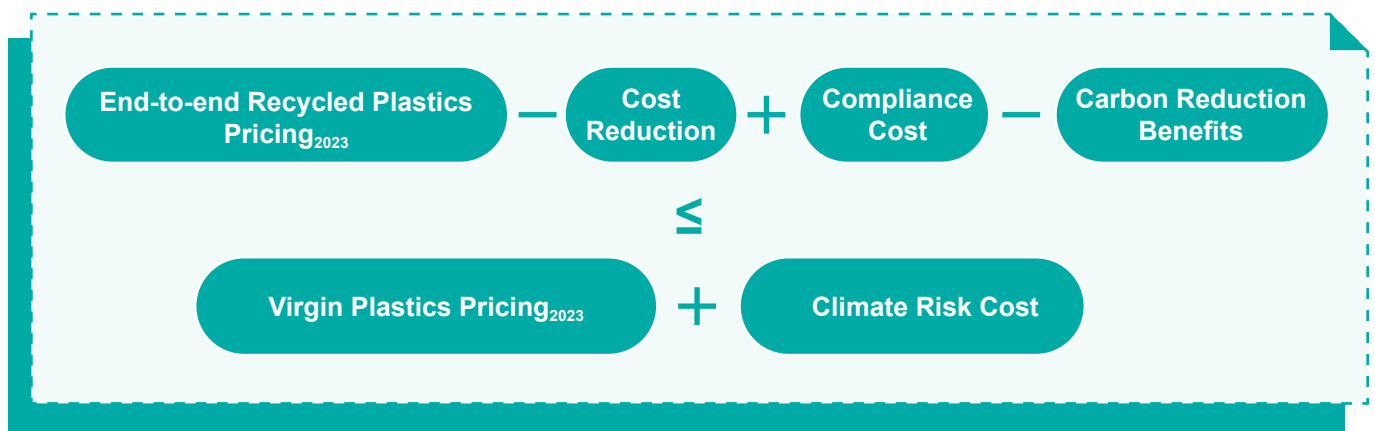 End-to-end Recycled Plastics Pricing₂₀₂₃ − Cost Reduction + Compliance Cost − Carbon Reduction Benefits
≤
Virgin Plastics Pricing₂₀₂₃ + Climate Risk Cost